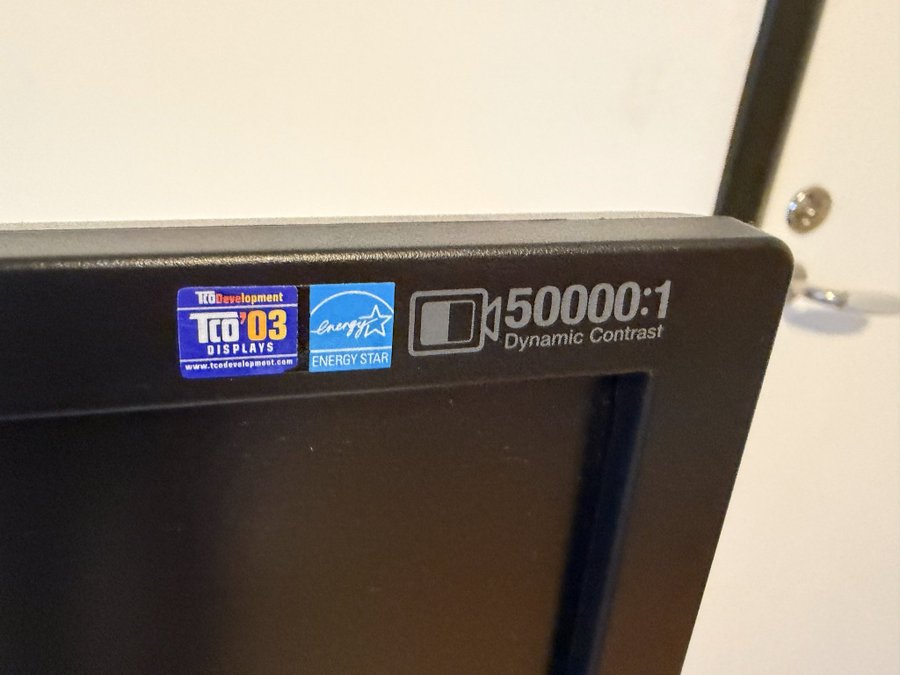 TCODevelopment
TCO'03
DISPLAYS
www.tcodevelopment.com
energy
ENERGY STAR
50000:1
Dynamic Contrast